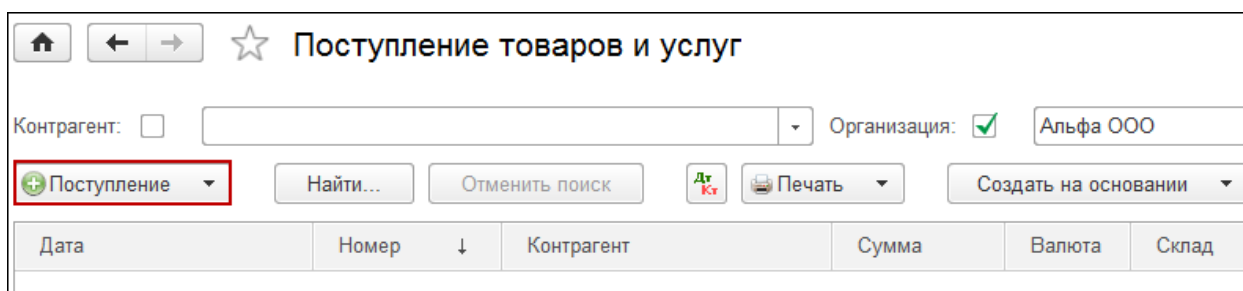 Поступление товаров и услуг
Контрагент: Организация: Альфа ООО
Поступление Найти... Отменить поиск Дт Кт Печать Создать на основании
Дата Номер ↓ Контрагент Сумма Валюта Склад